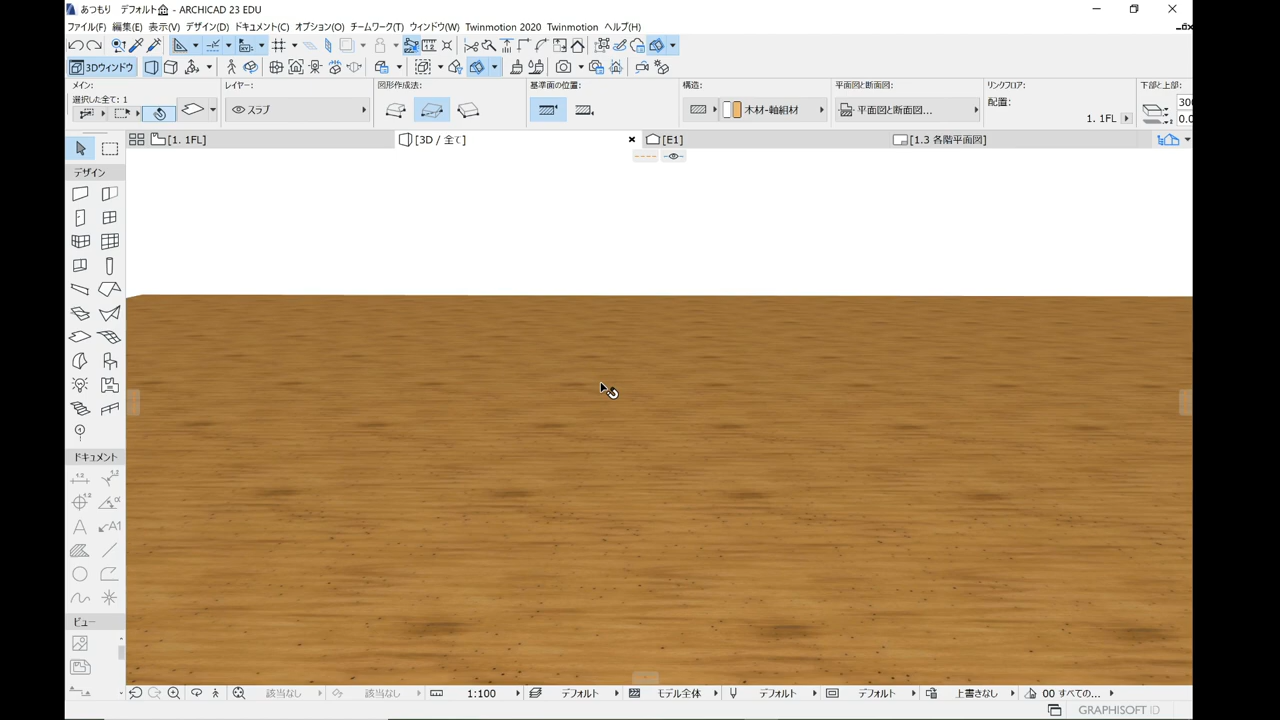 あつもり　デフォルト - ARCHICAD 23 EDU
ファイル(F) 編集(E) 表示(V) デザイン(D) ドキュメント(C) オプション(O) チームワーク(T) ウィンドウ(W) Twinmotion 2020 Twinmotion ヘルプ(H)
3Dウィンドウ
メイン: レイヤー: 図形作成法: 基準面の位置: 構造: 平面図と断面図: リンクフロア: 下部と上部:
選択した全て: 1
配置:
スラブ
木材-軸組材
平面図と断面図...
1. 1FL
300
0.0
[1. 1FL] [3D / 全て] [E1] [1.3 各階平面図]
デザイン
ドキュメント
ビュー
該当なし 該当なし 1:100 デフォルト モデル全体 デフォルト デフォルト 上書きなし 00 すべての...
GRAPHISOFT ID